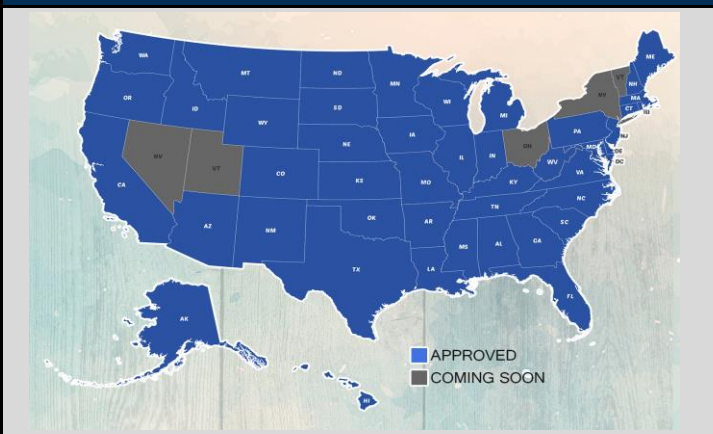 WA
MT
ND
MN
ME
OR
ID
WY
SD
WI
MI
NY
VT
NH
MA
CT
RI
NV
UT
CO
NE
IA
IL
IN
OH
PA
NJ
MD
DE
DC
CA
AZ
NM
KS
MO
KY
WV
VA
OK
AR
TN
NC
SC
TX
LA
MS
AL
GA
FL
AK
HI
APPROVED
COMING SOON